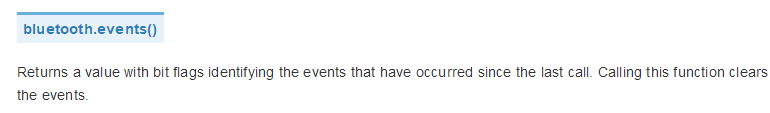 bluetooth.events()
Returns a value with bit flags identifying the events that have occurred since the last call. Calling this function clears
the events.